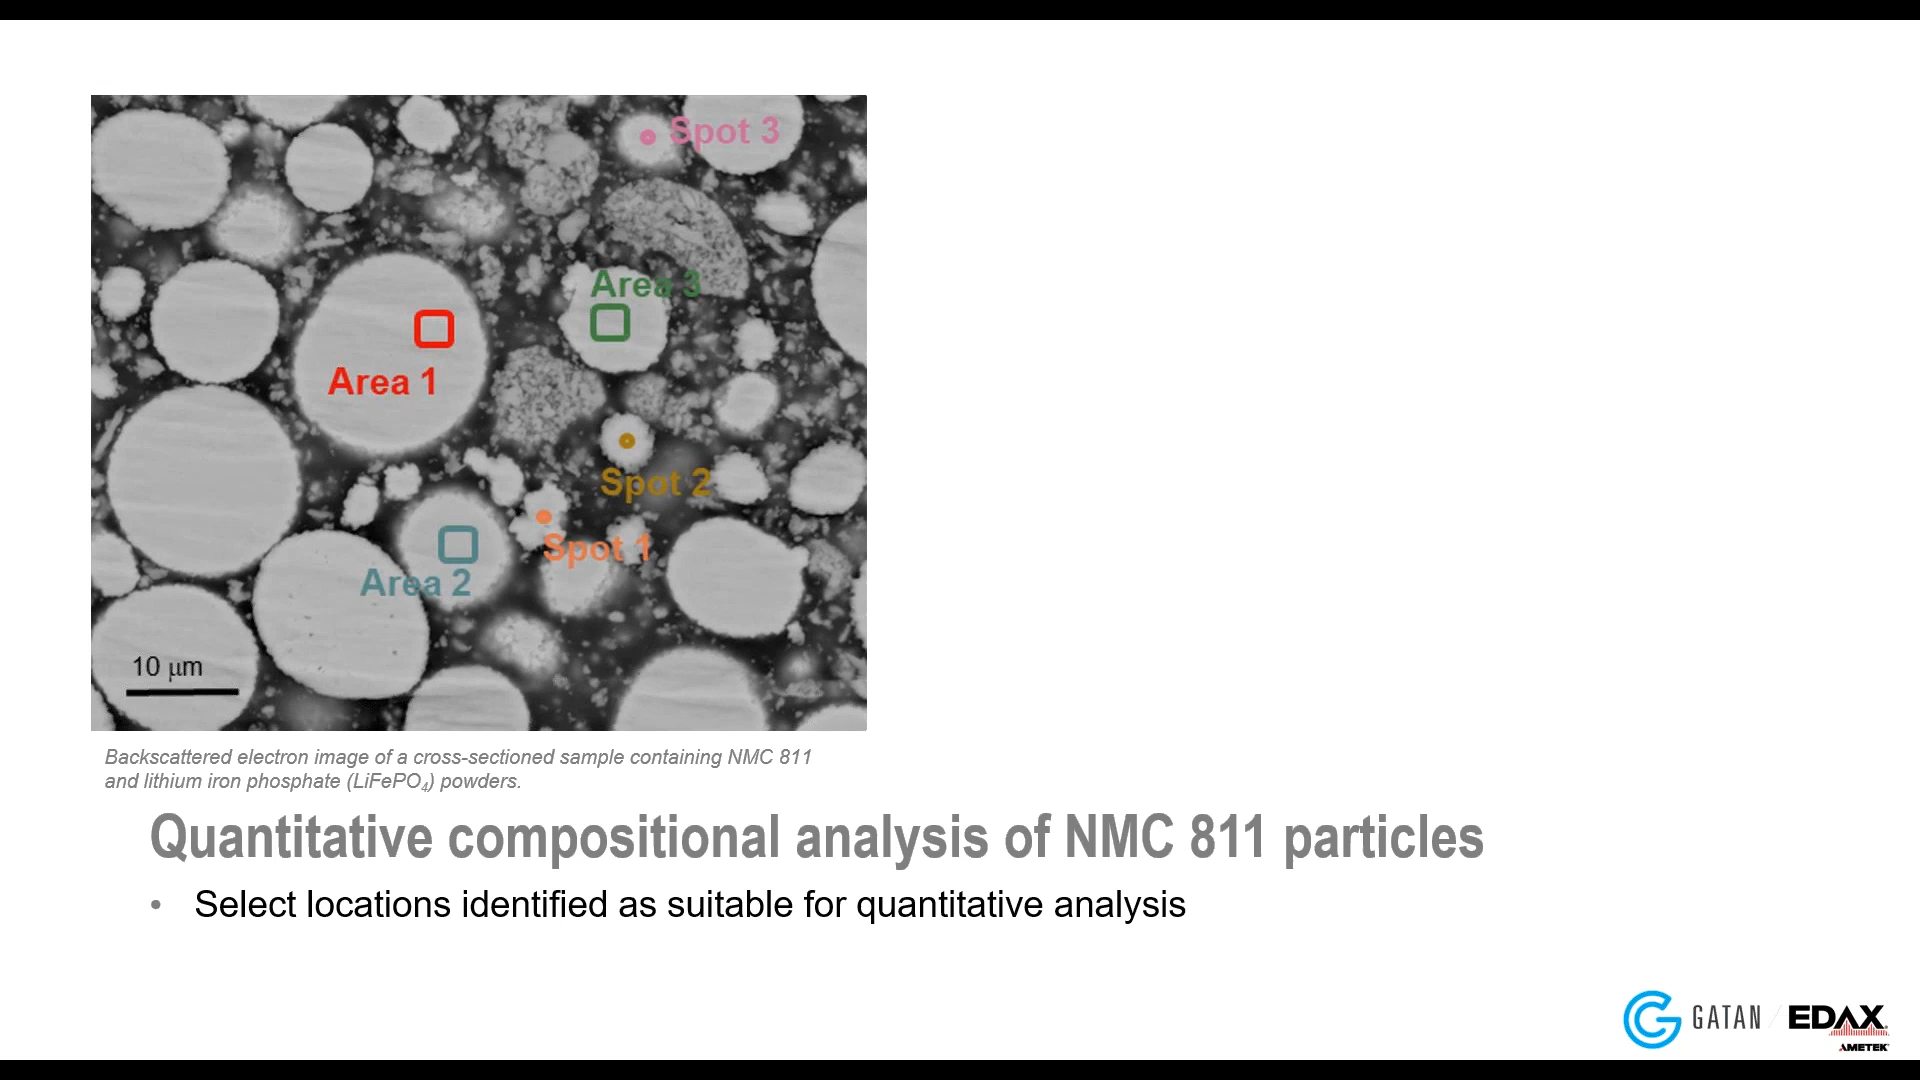 Spot 3
Area 3
Area 1
Spot 2
Spot 1
Area 2
10 μm
Backscattered electron image of a cross-sectioned sample containing NMC 811
and lithium iron phosphate (LiFePO₄) powders.
Quantitative compositional analysis of NMC 811 particles
• Select locations identified as suitable for quantitative analysis
GATAN / EDAX
AMETEK